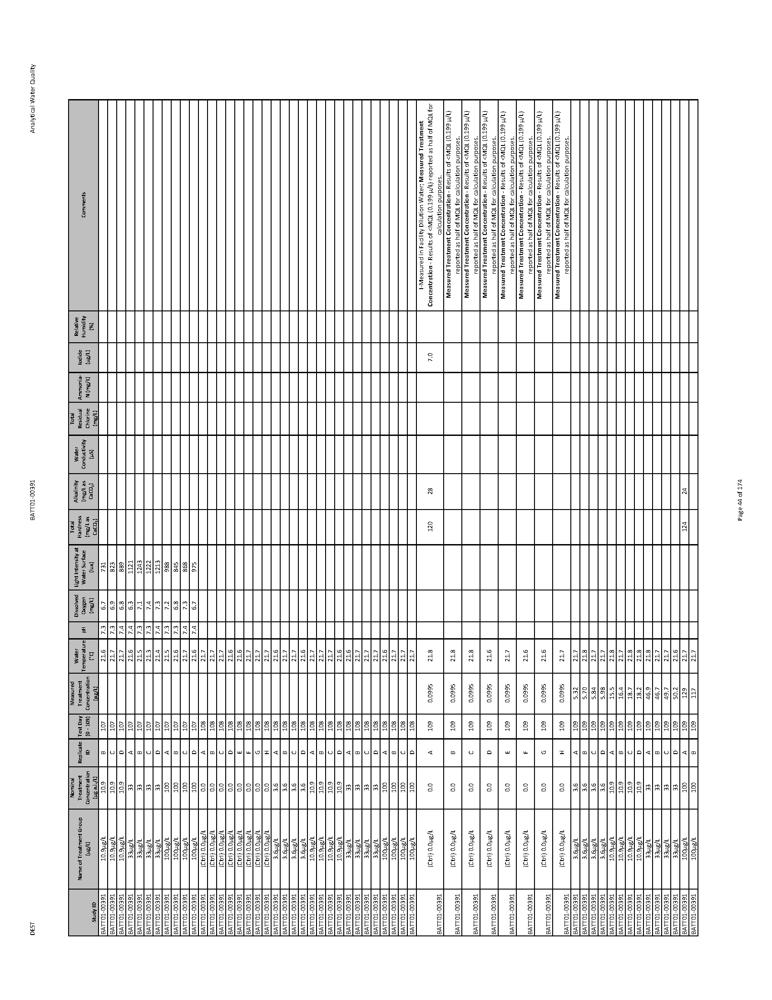 DEST BATT01-00391 Analytical Water Quality
Study ID | Name of Treatment Group (µg/L) | Nominal Treatment Concentration (µg a.i./L) | Replicate ID | Test Day (0 - 109) | Measured Treatment Concentration (µg/L) | Water Temperature (°C) | pH | Dissolved Oxygen (mg/L) | Light Intensity at Water Surface (lux) | Total Hardness (mg/L as CaCO₃) | Alkalinity (mg/L as CaCO₃) | Water Conductivity (µS) | Total Residual Chlorine (mg/L) | Ammonia-N (mg/L) | Iodide (µg/L) | Relative Humidity (%) | Comments
BATT01-00391 10.9µg/L 10.9 B 107 21.6 7.3 6.7 731
BATT01-00391 10.9µg/L 10.9 C 107 21.7 7.3 6.9 823
BATT01-00391 10.9µg/L 10.9 D 107 21.7 7.4 6.8 889
BATT01-00391 33µg/L 33 A 107 21.6 7.4 6.3 1121
BATT01-00391 33µg/L 33 B 107 21.5 7.3 7.1 1243
BATT01-00391 33µg/L 33 C 107 21.3 7.3 7.4 1222
BATT01-00391 33µg/L 33 D 107 21.4 7.4 7.3 1213
BATT01-00391 100µg/L 100 A 107 21.5 7.3 7.2 988
BATT01-00391 100µg/L 100 B 107 21.6 7.3 6.8 845
BATT01-00391 100µg/L 100 C 107 21.7 7.4 7.3 868
BATT01-00391 100µg/L 100 D 107 21.6 7.4 6.7 975
BATT01-00391 (Ctrl) 0.0µg/L 0.0 A 108 21.7
BATT01-00391 (Ctrl) 0.0µg/L 0.0 B 108 21.7
BATT01-00391 (Ctrl) 0.0µg/L 0.0 C 108 21.7
BATT01-00391 (Ctrl) 0.0µg/L 0.0 D 108 21.6
BATT01-00391 (Ctrl) 0.0µg/L 0.0 E 108 21.6
BATT01-00391 (Ctrl) 0.0µg/L 0.0 F 108 21.7
BATT01-00391 (Ctrl) 0.0µg/L 0.0 G 108 21.7
BATT01-00391 (Ctrl) 0.0µg/L 0.0 H 108 21.7
BATT01-00391 3.6µg/L 3.6 A 108 21.6
BATT01-00391 3.6µg/L 3.6 B 108 21.7
BATT01-00391 3.6µg/L 3.6 C 108 21.7
BATT01-00391 3.6µg/L 3.6 D 108 21.6
BATT01-00391 10.9µg/L 10.9 A 108 21.7
BATT01-00391 10.9µg/L 10.9 B 108 21.7
BATT01-00391 10.9µg/L 10.9 C 108 21.7
BATT01-00391 10.9µg/L 10.9 D 108 21.6
BATT01-00391 33µg/L 33 A 108 21.6
BATT01-00391 33µg/L 33 B 108 21.7
BATT01-00391 33µg/L 33 C 108 21.7
BATT01-00391 33µg/L 33 D 108 21.7
BATT01-00391 100µg/L 100 A 108 21.6
BATT01-00391 100µg/L 100 B 108 21.7
BATT01-00391 100µg/L 100 C 108 21.7
BATT01-00391 100µg/L 100 D 108 21.7
BATT01-00391 (Ctrl) 0.0µg/L 0.0 A 109 0.0995 21.8 120 28 7.0 I-Measured in Facility Dilution Water; Measured Treatment
Concentration - Results of <MQL (0.199 µ/L) reported as half of MQL for
calculation purposes.
BATT01-00391 (Ctrl) 0.0µg/L 0.0 B 109 0.0995 21.8 Measured Treatment Concentration - Results of <MQL (0.199 µ/L)
reported as half of MQL for calculation purposes.
BATT01-00391 (Ctrl) 0.0µg/L 0.0 C 109 0.0995 21.8 Measured Treatment Concentration - Results of <MQL (0.199 µ/L)
reported as half of MQL for calculation purposes.
BATT01-00391 (Ctrl) 0.0µg/L 0.0 D 109 0.0995 21.6 Measured Treatment Concentration - Results of <MQL (0.199 µ/L)
reported as half of MQL for calculation purposes.
BATT01-00391 (Ctrl) 0.0µg/L 0.0 E 109 0.0995 21.7 Measured Treatment Concentration - Results of <MQL (0.199 µ/L)
reported as half of MQL for calculation purposes.
BATT01-00391 (Ctrl) 0.0µg/L 0.0 F 109 0.0995 21.6 Measured Treatment Concentration - Results of <MQL (0.199 µ/L)
reported as half of MQL for calculation purposes.
BATT01-00391 (Ctrl) 0.0µg/L 0.0 G 109 0.0995 21.6 Measured Treatment Concentration - Results of <MQL (0.199 µ/L)
reported as half of MQL for calculation purposes.
BATT01-00391 (Ctrl) 0.0µg/L 0.0 H 109 0.0995 21.7 Measured Treatment Concentration - Results of <MQL (0.199 µ/L)
reported as half of MQL for calculation purposes.
BATT01-00391 3.6µg/L 3.6 A 109 5.32 21.7
BATT01-00391 3.6µg/L 3.6 B 109 5.70 21.8
BATT01-00391 3.6µg/L 3.6 C 109 5.84 21.7
BATT01-00391 3.6µg/L 3.6 D 109 5.98 21.7
BATT01-00391 10.9µg/L 10.9 A 109 15.5 21.8
BATT01-00391 10.9µg/L 10.9 B 109 16.4 21.7
BATT01-00391 10.9µg/L 10.9 C 109 18.7 21.8
BATT01-00391 10.9µg/L 10.9 D 109 18.2 21.8
BATT01-00391 33µg/L 33 A 109 46.9 21.8
BATT01-00391 33µg/L 33 B 109 46.7 21.7
BATT01-00391 33µg/L 33 C 109 49.7 21.7
BATT01-00391 33µg/L 33 D 109 50.2 21.6
BATT01-00391 100µg/L 100 A 109 129 21.7 124 24
BATT01-00391 100µg/L 100 B 109 117 21.7
Page 44 of 174